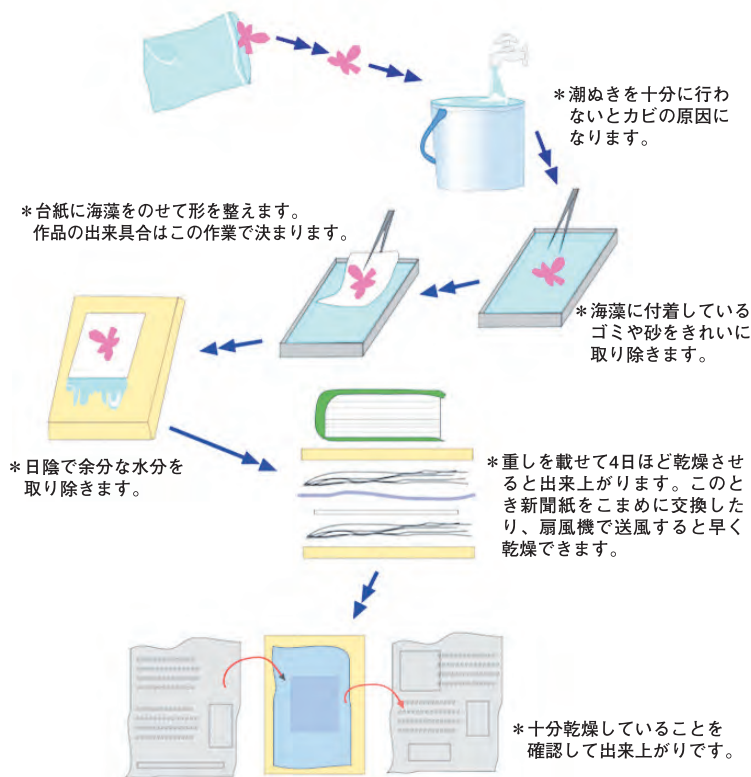 ＊潮ぬきを十分に行わ
ないとカビの原因に
なります。
＊台紙に海藻をのせて形を整えます。
作品の出来具合はこの作業で決まります。
＊海藻に付着している
ゴミや砂をきれいに
取り除きます。
＊日陰で余分な水分を
取り除きます。
＊重しを載せて4日ほど乾燥させ
ると出来上がります。このと
き新聞紙をこまめに交換した
り、扇風機で送風すると早く
乾燥できます。
＊十分乾燥していることを
確認して出来上がりです。